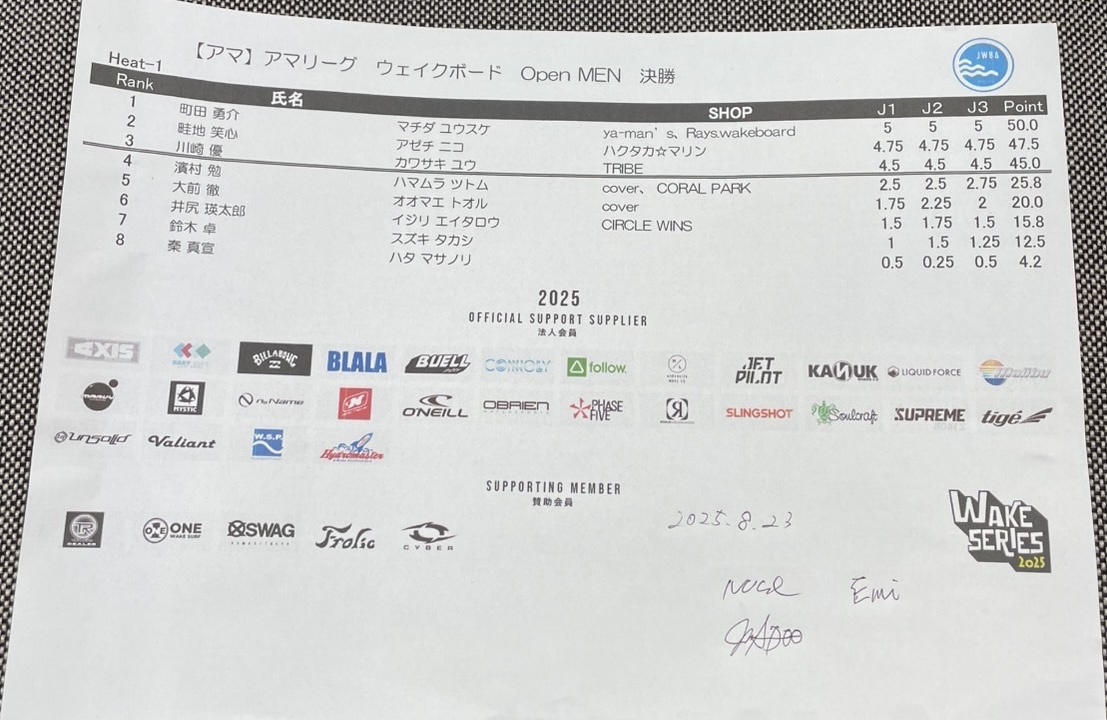 【アマ】アマリーグ ウェイクボード Open MEN 決勝
JWBA
Heat-1
Rank 氏名 SHOP J1 J2 J3 Point
1 町田 勇介 マチダ ユウスケ ya-man's、Rays.wakeboard 5 5 5 50.0
2 畦地 笑心 アゼチ ニコ ハクタカ☆マリン 4.75 4.75 4.75 47.5
3 川崎 優 カワサキ ユウ TRIBE 4.5 4.5 4.5 45.0
4 濱村 勉 ハマムラ ツトム cover、 CORAL PARK 2.5 2.5 2.75 25.8
5 大前 徹 オオマエ トオル cover 1.75 2.25 2 20.0
6 井尻 瑛太郎 イジリ エイタロウ CIRCLE WINS 1.5 1.75 1.5 15.8
7 鈴木 卓 スズキ タカシ 1 1.5 1.25 12.5
8 秦 真宣 ハタ マサノリ 0.5 0.25 0.5 4.2
2025
OFFICIAL SUPPORT SUPPLIER
法人会員
AXIS BILLABONG BLALA BUELL CONNELLY follow. JET PILOT KANUK LIQUID FORCE Malibu
MYSTIC NoName O'NEILL OBRIEN PHASE FIVE SLINGSHOT Soulcraft SUPREME tigé
unsolid Valiant W.S.P. Hydromaster
SUPPORTING MEMBER
賛助会員
DEALER ONE WAKE SURF SWAG Frolic CYBER
WAKE SERIES 2025
2025.8.23
Emi